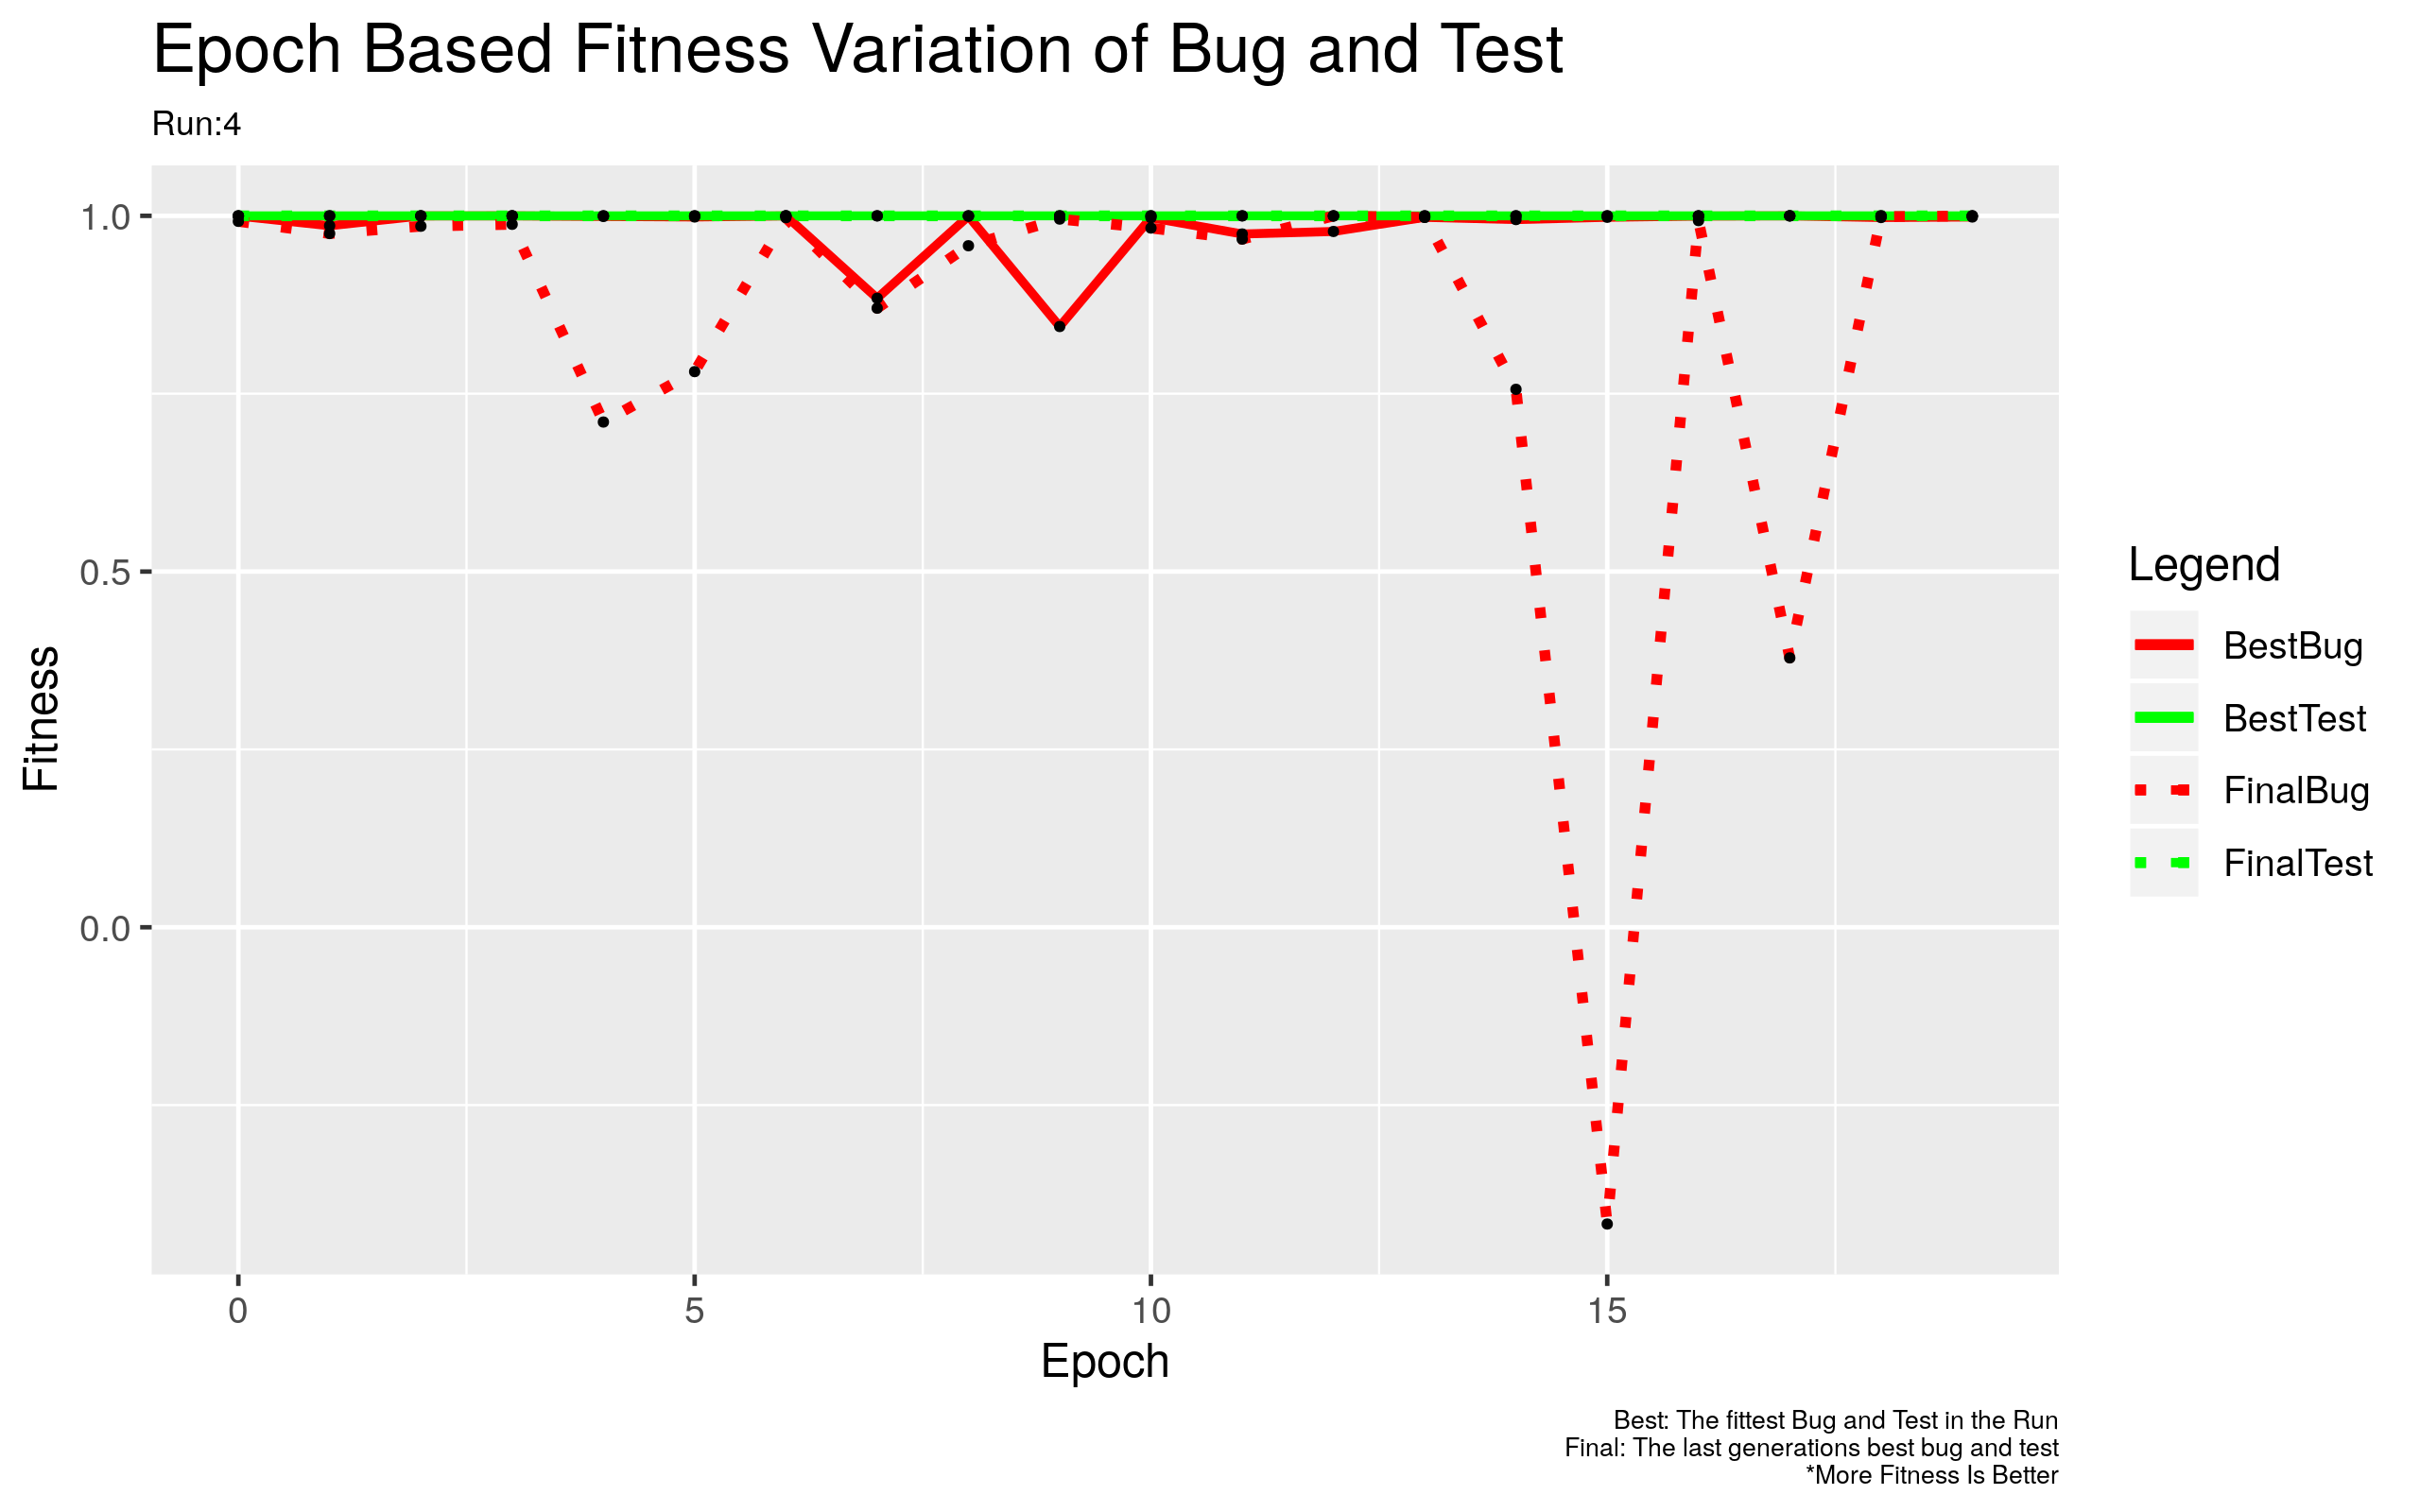 Epoch Based Fitness Variation of Bug and Test
Run:4
1.0
0.5
0.0
Fitness
0
5
10
15
Epoch
Legend
BestBug
BestTest
FinalBug
FinalTest
Best: The fittest Bug and Test in the Run
Final: The last generations best bug and test
*More Fitness Is Better